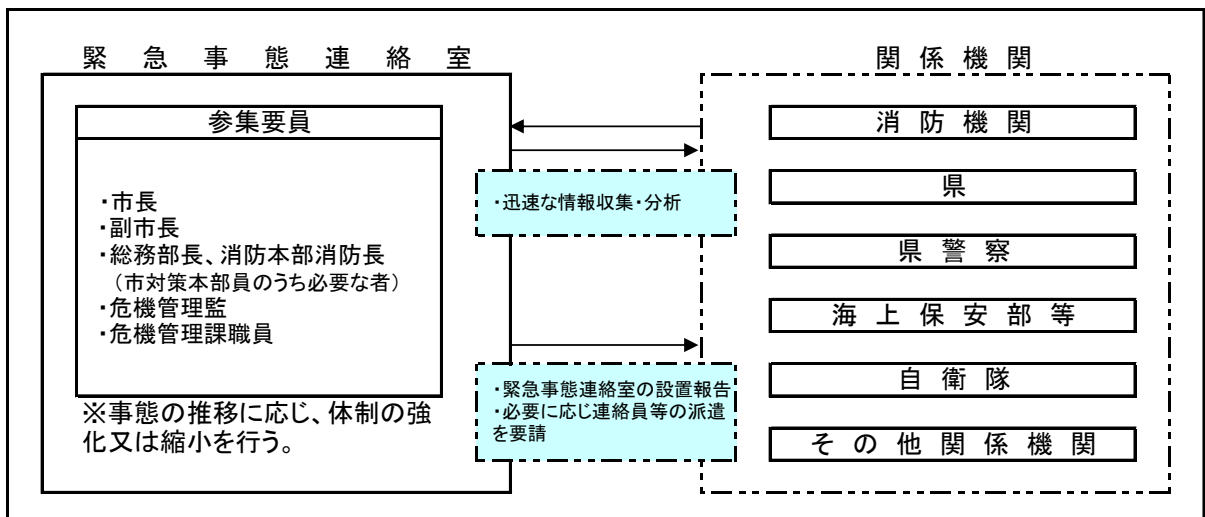 緊急事態連絡室
参集要員
・市長
・副市長
・総務部長、消防本部消防長
（市対策本部員のうち必要な者）
・危機管理監
・危機管理課職員
※事態の推移に応じ、体制の強
化又は縮小を行う。
・迅速な情報収集・分析
・緊急事態連絡室の設置報告
・必要に応じ連絡員等の派遣
を要請
関係機関
消防機関
県
県警察
海上保安部等
自衛隊
その他関係機関